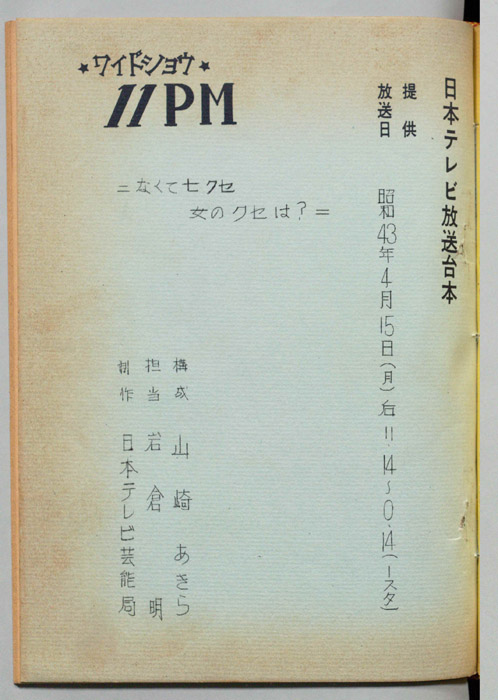 日本テレビ放送台本
提供
放送日 昭和43年4月15日(月)后11.14〜0.14(1スタ)
★ワイドショウ★
11PM
=なくて七クセ
女のクセは?=
構成 山崎あきら
担当 岩倉明
制作 日本テレビ芸能局